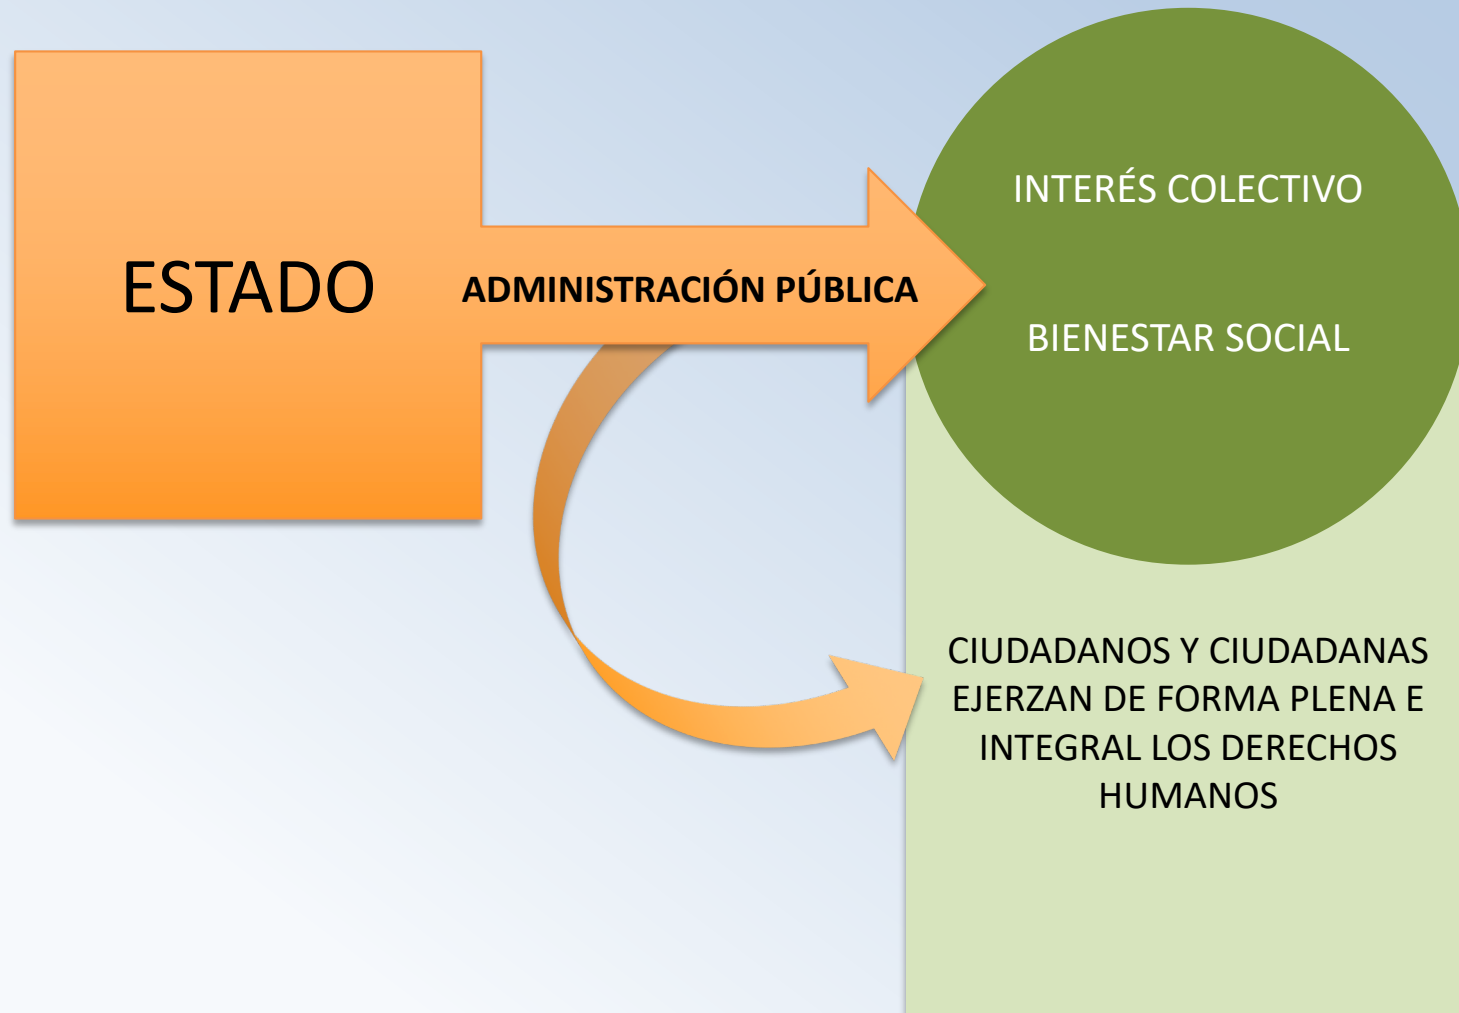 ESTADO
ADMINISTRACIÓN PÚBLICA
INTERÉS COLECTIVO
BIENESTAR SOCIAL
CIUDADANOS Y CIUDADANAS
EJERZAN DE FORMA PLENA E
INTEGRAL LOS DERECHOS
HUMANOS